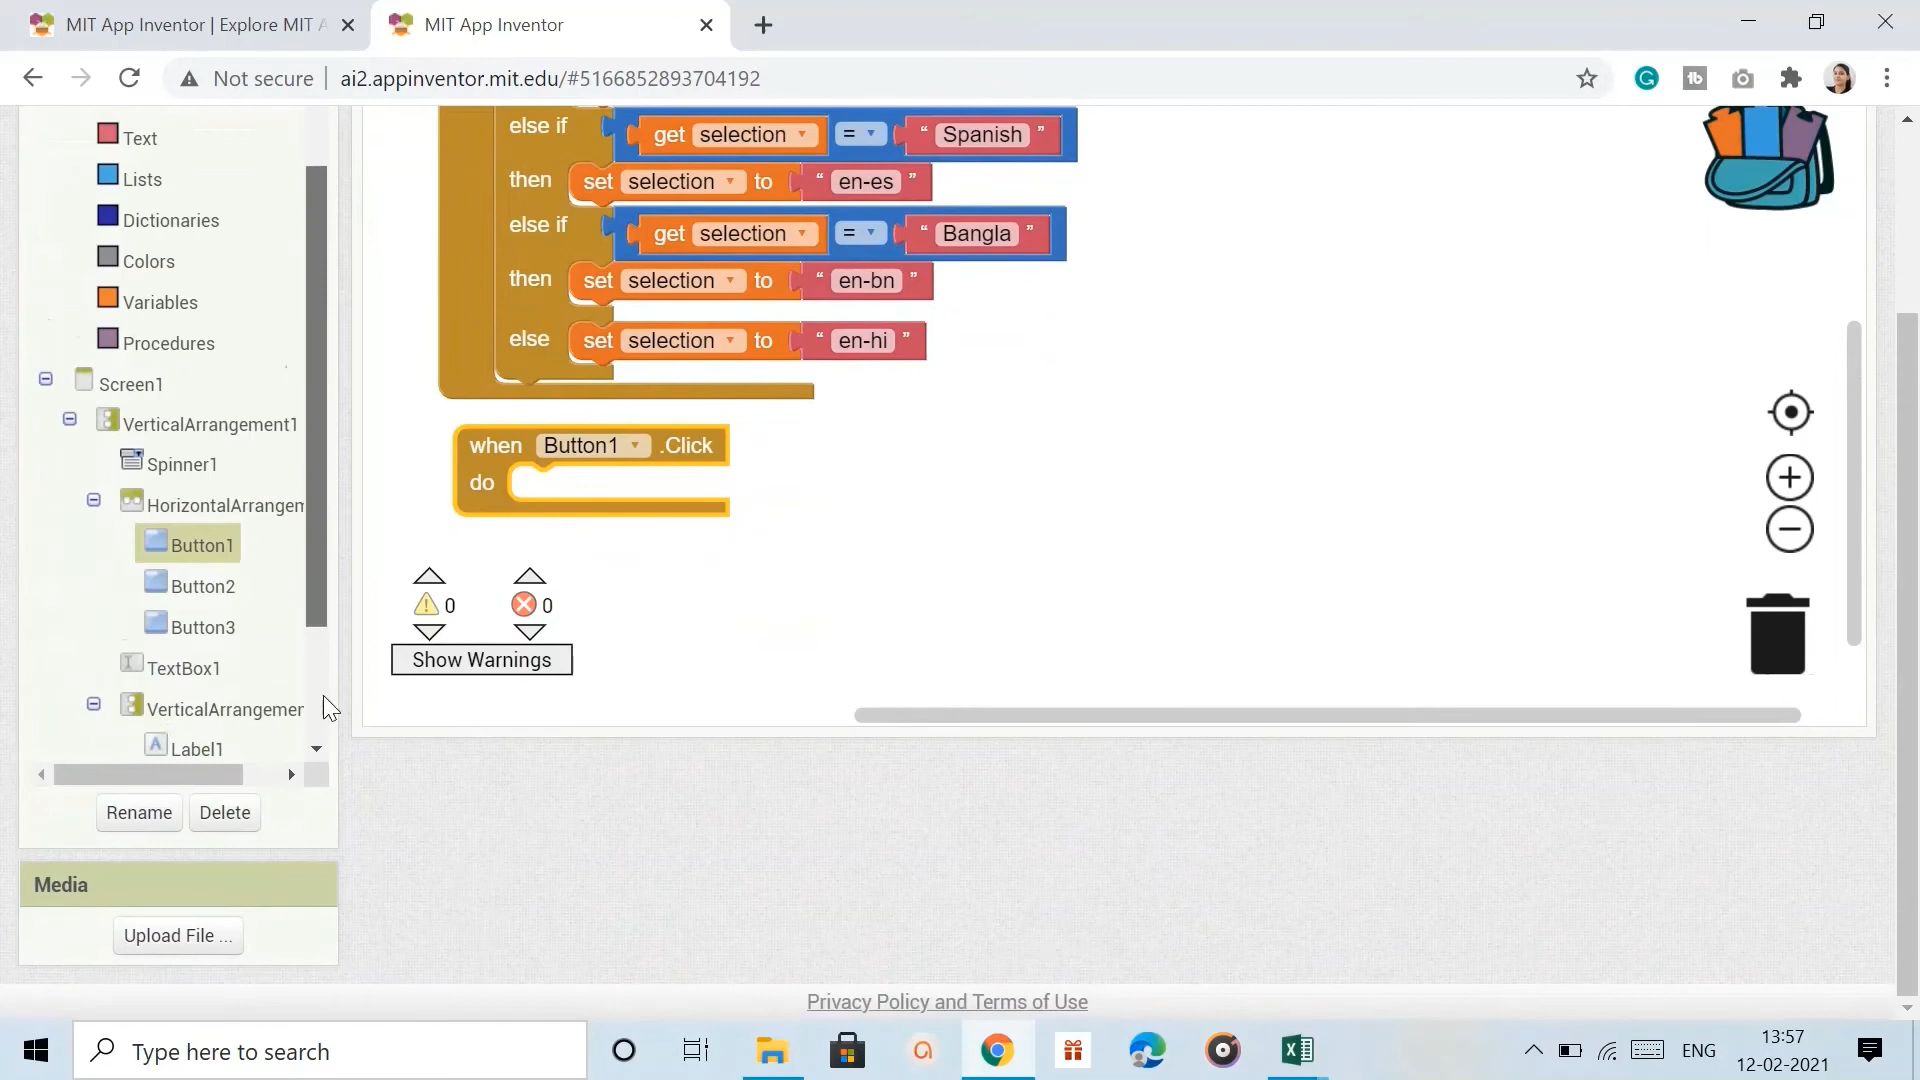 MIT App Inventor | Explore MIT A
MIT App Inventor
Not secure | ai2.appinventor.mit.edu/#5166852893704192
Text
Lists
Dictionaries
Colors
Variables
Procedures
Screen1
VerticalArrangement1
Spinner1
HorizontalArrangem
Button1
Button2
Button3
TextBox1
VerticalArrangemen
Label1
Rename Delete
Media
Upload File ...
else if get selection = “ Spanish ”
then set selection to “ en-es ”
else if get selection = “ Bangla ”
then set selection to “ en-bn ”
else set selection to “ en-hi ”
when Button1 .Click
do
0 0
Show Warnings
Privacy Policy and Terms of Use
Type here to search
ENG
13:57
12-02-2021